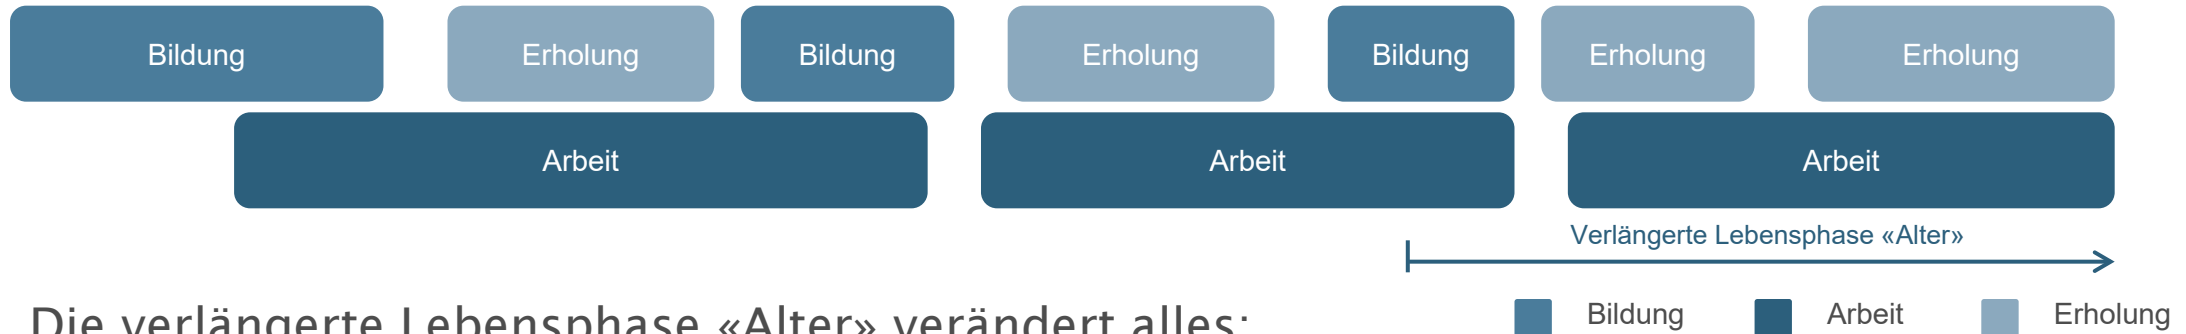 Bildung Erholung Bildung Erholung Bildung Erholung Erholung
Arbeit Arbeit Arbeit
Verlängerte Lebensphase «Alter»
Die verlängerte Lebensphase «Alter» verändert alles:
Bildung Arbeit Erholung